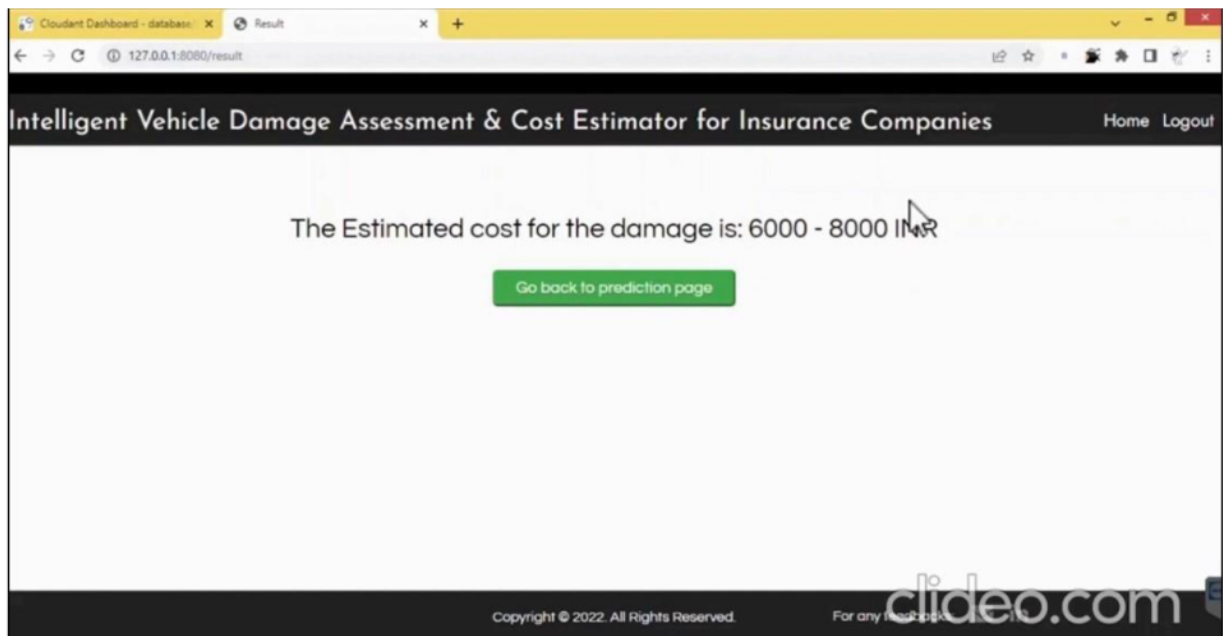 Cloudant Dashboard - database
Result
127.0.0.1:8080/result
Intelligent Vehicle Damage Assessment & Cost Estimator for Insurance Companies
Home Logout
The Estimated cost for the damage is: 6000 - 8000 INR
Go back to prediction page
Copyright © 2022. All Rights Reserved.
For any feedbacks
clideo.com